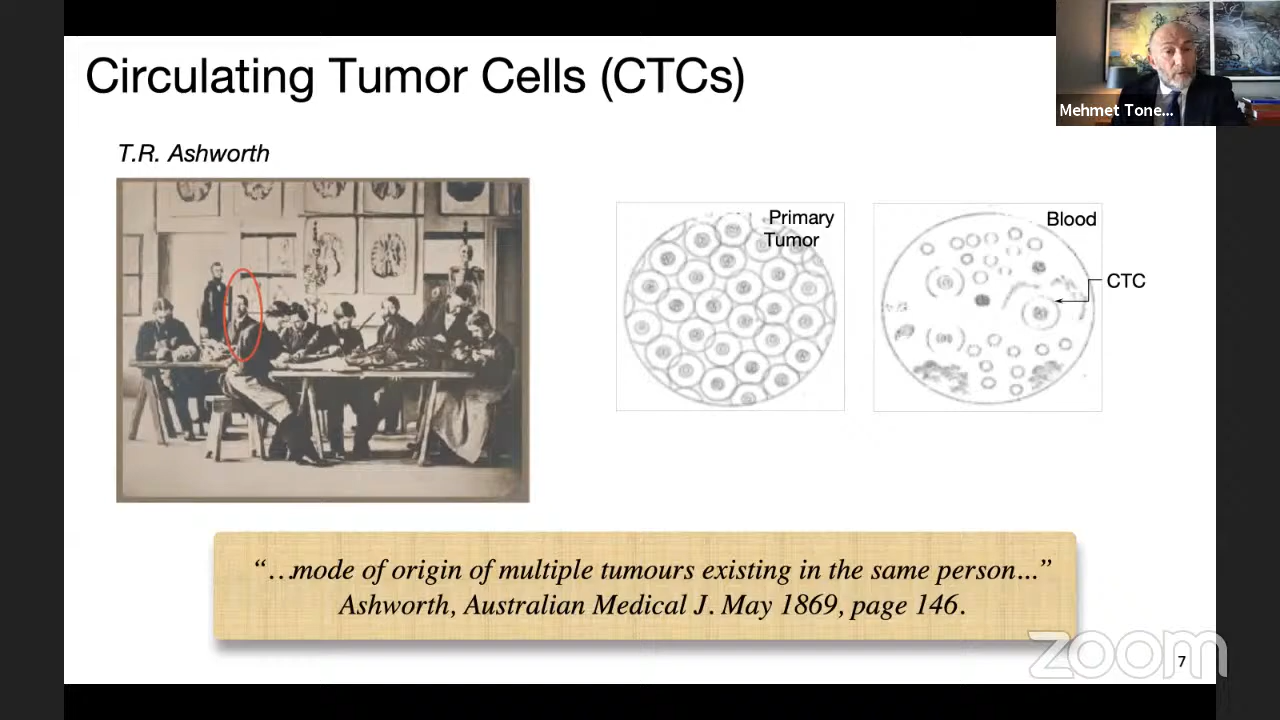 Circulating Tumor Cells (CTCs)
Mehmet Tone...
T.R. Ashworth
Primary
Tumor
Blood
CTC
“…mode of origin of multiple tumours existing in the same person...”
Ashworth, Australian Medical J. May 1869, page 146.
zoom
7